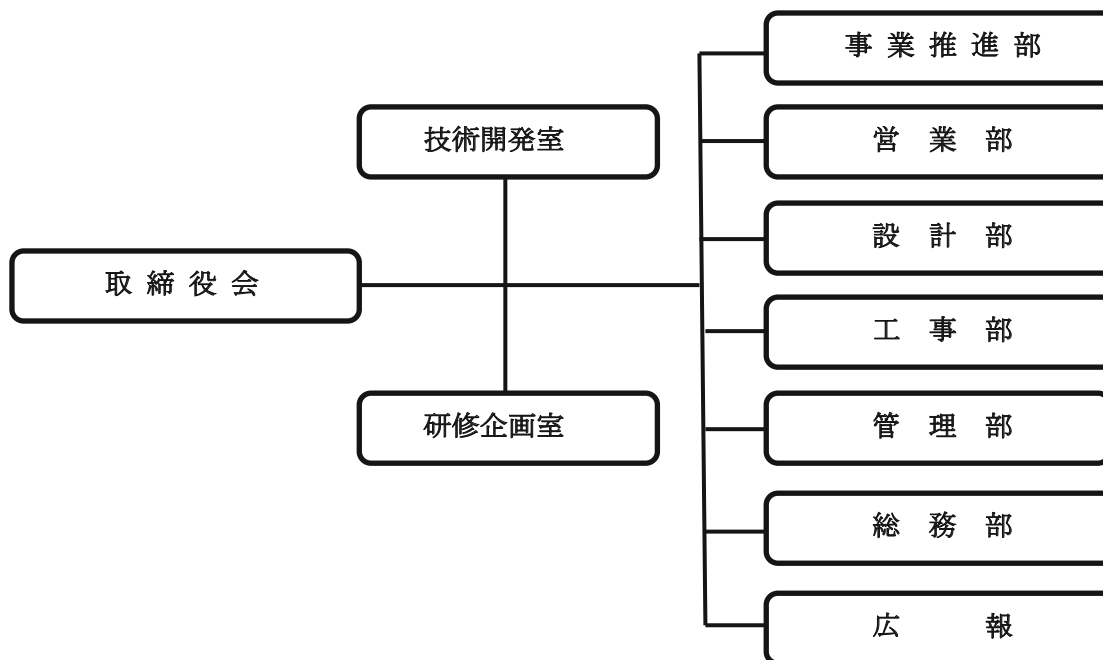 事業推進部
技術開発室
営業部
設計部
取締役会
工事部
研修企画室
管理部
総務部
広報